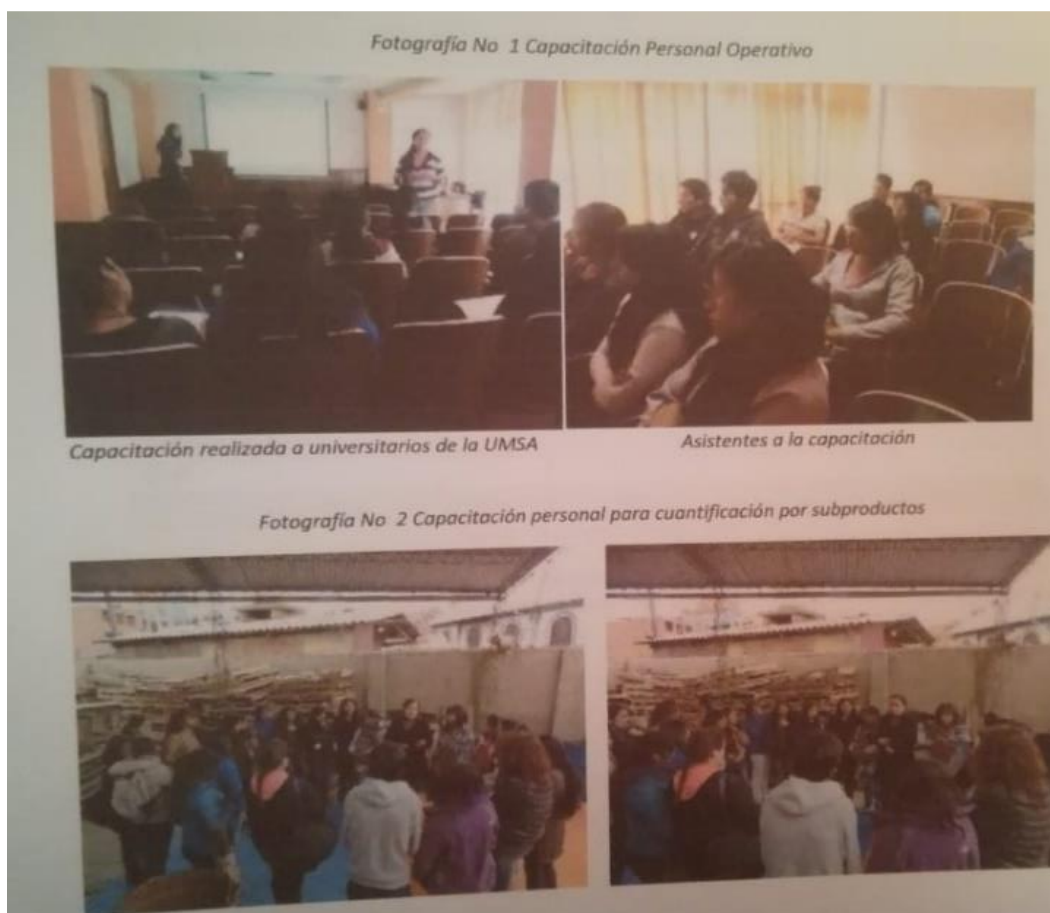 Fotografía No 1 Capacitación Personal Operativo
Capacitación realizada a universitarios de la UMSA
Asistentes a la capacitación
Fotografía No 2 Capacitación personal para cuantificación por subproductos